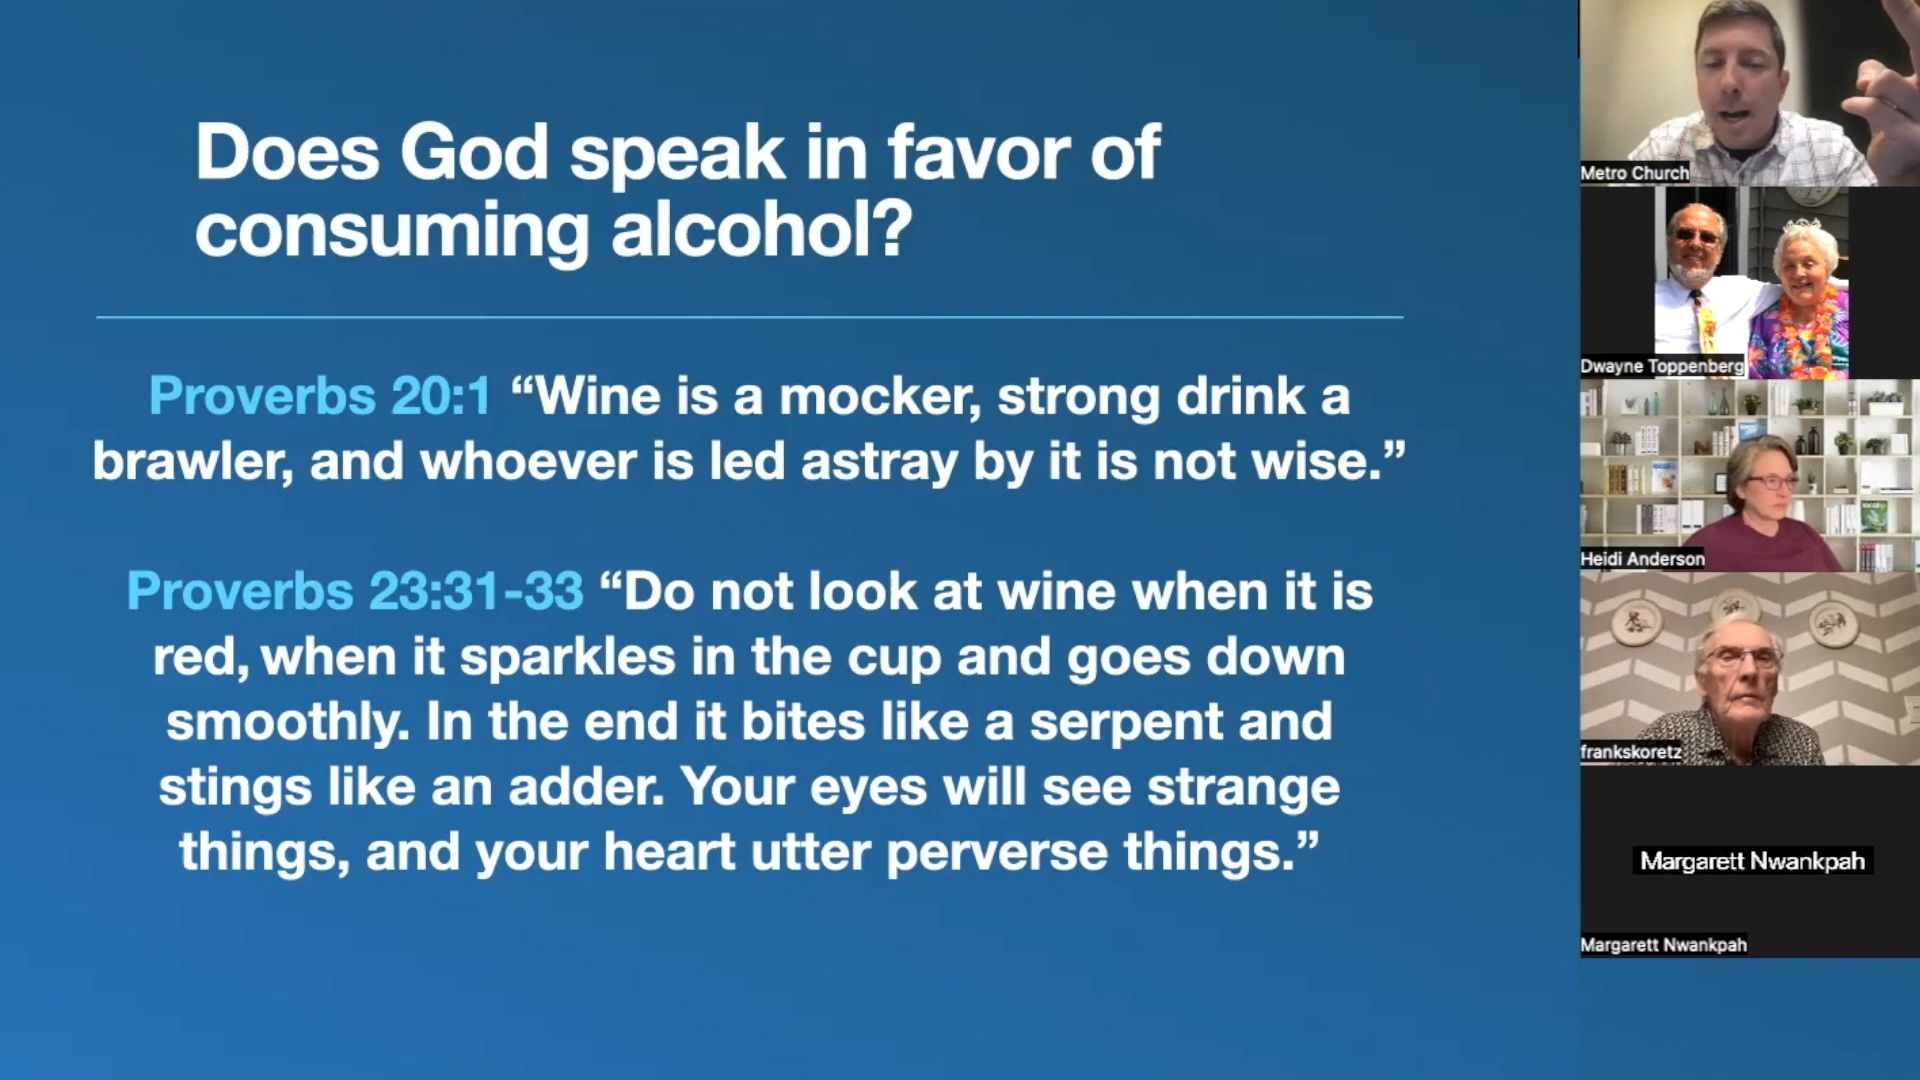 Does God speak in favor of
consuming alcohol?
Proverbs 20:1 “Wine is a mocker, strong drink a
brawler, and whoever is led astray by it is not wise.”
Proverbs 23:31-33 “Do not look at wine when it is
red, when it sparkles in the cup and goes down
smoothly. In the end it bites like a serpent and
stings like an adder. Your eyes will see strange
things, and your heart utter perverse things.”
Metro Church
Dwayne Toppenberg
Heidi Anderson
frankskoretz
Margarett Nwankpah
Margarett Nwankpah